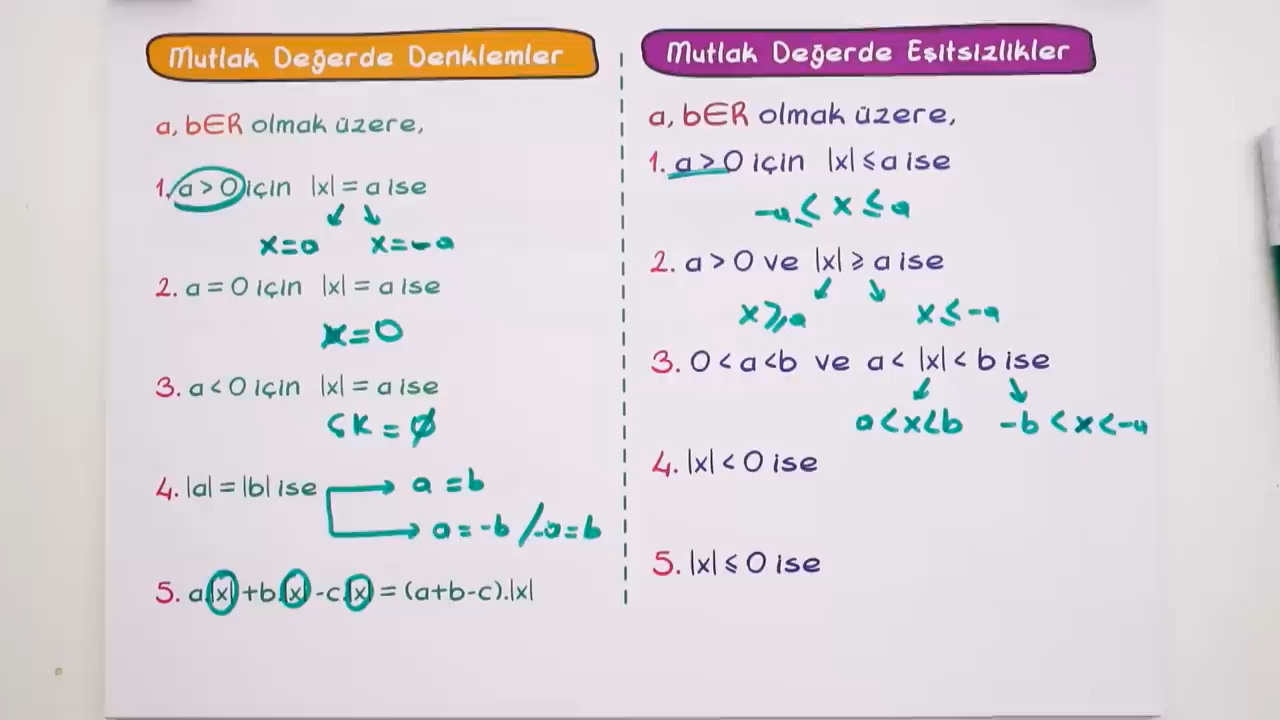 Mutlak Değerde Denklemler
a, b∈R olmak üzere,
1. a > 0 için |x| = a ise
x=a x=-a
2. a = 0 için |x| = a ise
x=0
3. a < 0 için |x| = a ise
ÇK = ∅
4. |a| = |b| ise
a = b
a = -b / -a = b
5. a.|x| + b.|x| - c.|x| = (a+b-c).|x|
Mutlak Değerde Eşitsizlikler
a, b∈R olmak üzere,
1. a > 0 için |x| ≤ a ise
-a ≤ x ≤ a
2. a > 0 ve |x| ≥ a ise
x ≥ a x ≤ -a
3. 0 < a < b ve a < |x| < b ise
a < x < b -b < x < -a
4. |x| < 0 ise
5. |x| ≤ 0 ise